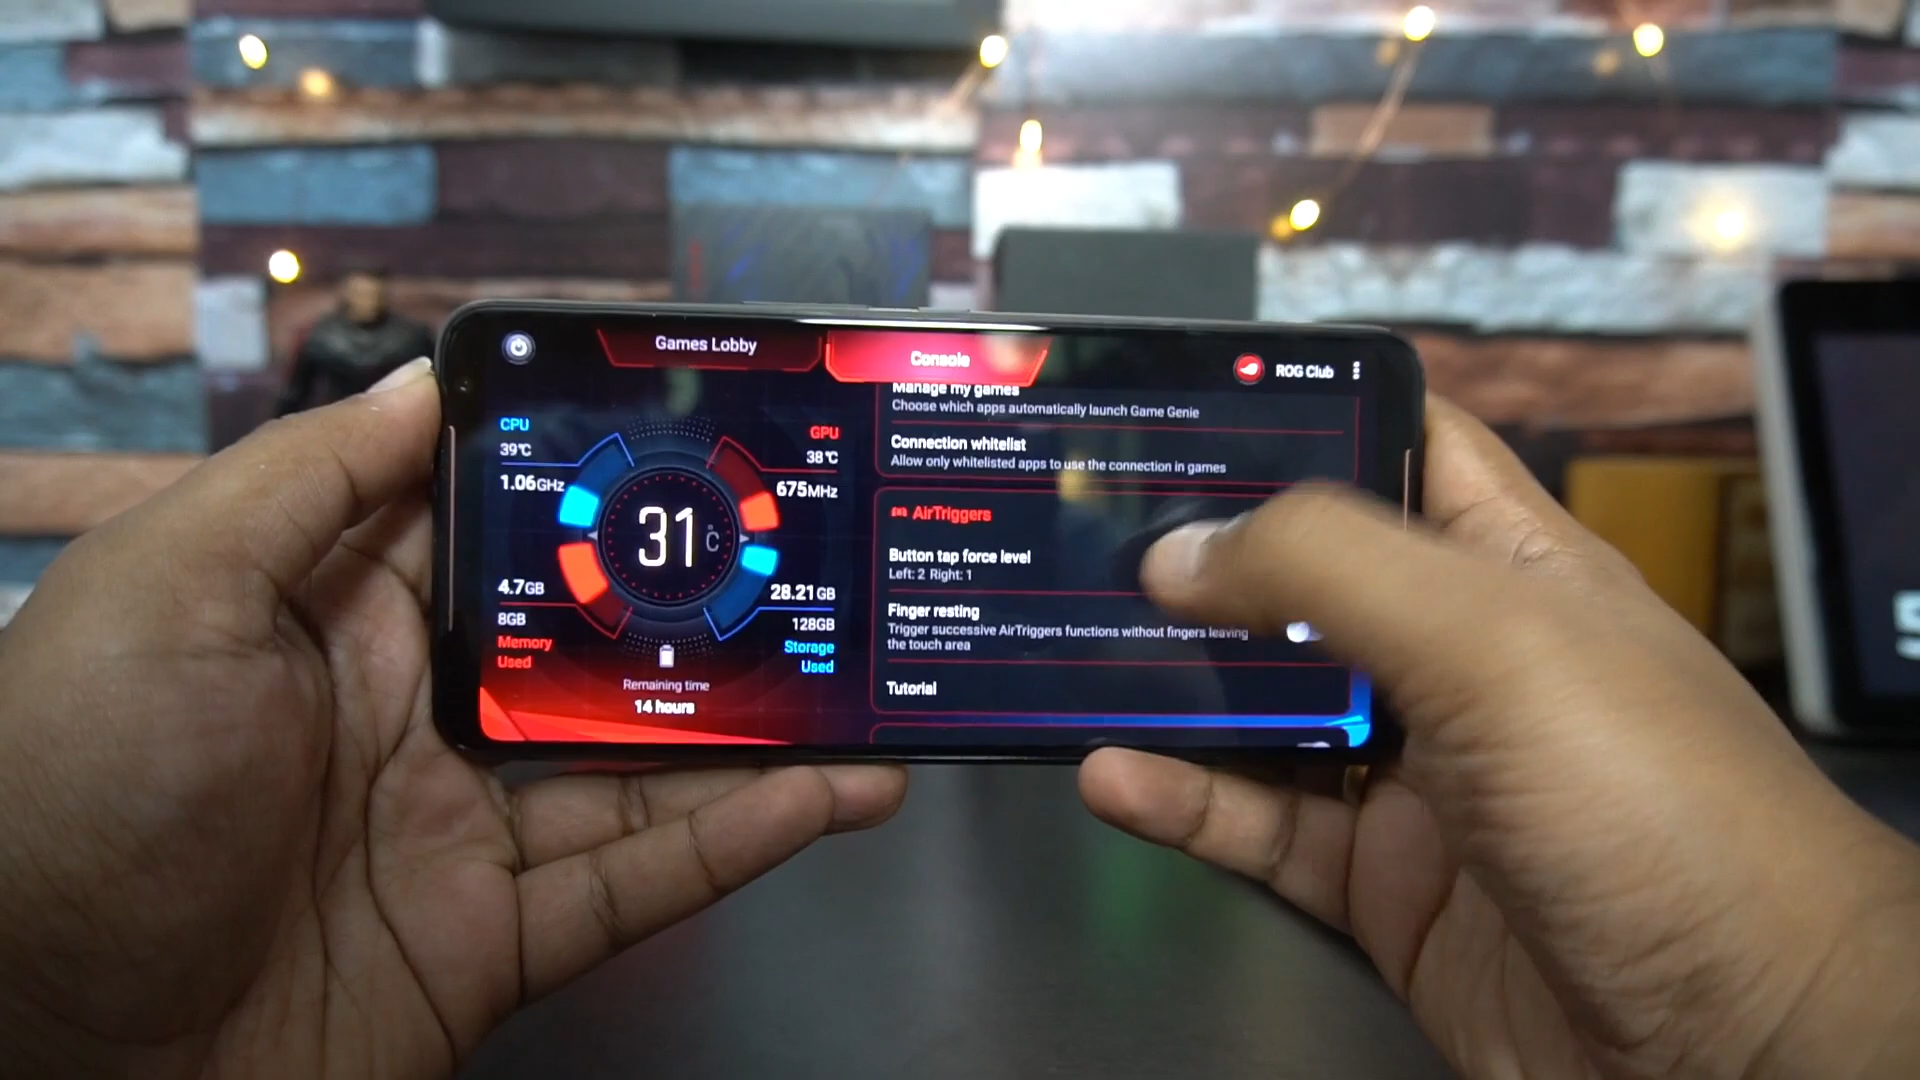 Games Lobby
Console
ROG Club
CPU
39°C
1.06GHz
GPU
38°C
675MHz
31°C
4.7GB
8GB
Memory
Used
28.21GB
128GB
Storage
Used
Remaining time
14 hours
Manage my games
Choose which apps automatically launch Game Genie
Connection whitelist
Allow only whitelisted apps to use the connection in games
AirTriggers
Button tap force level
Left: 2 Right: 1
Finger resting
Trigger successive AirTriggers functions without fingers leaving
the touch area
Tutorial